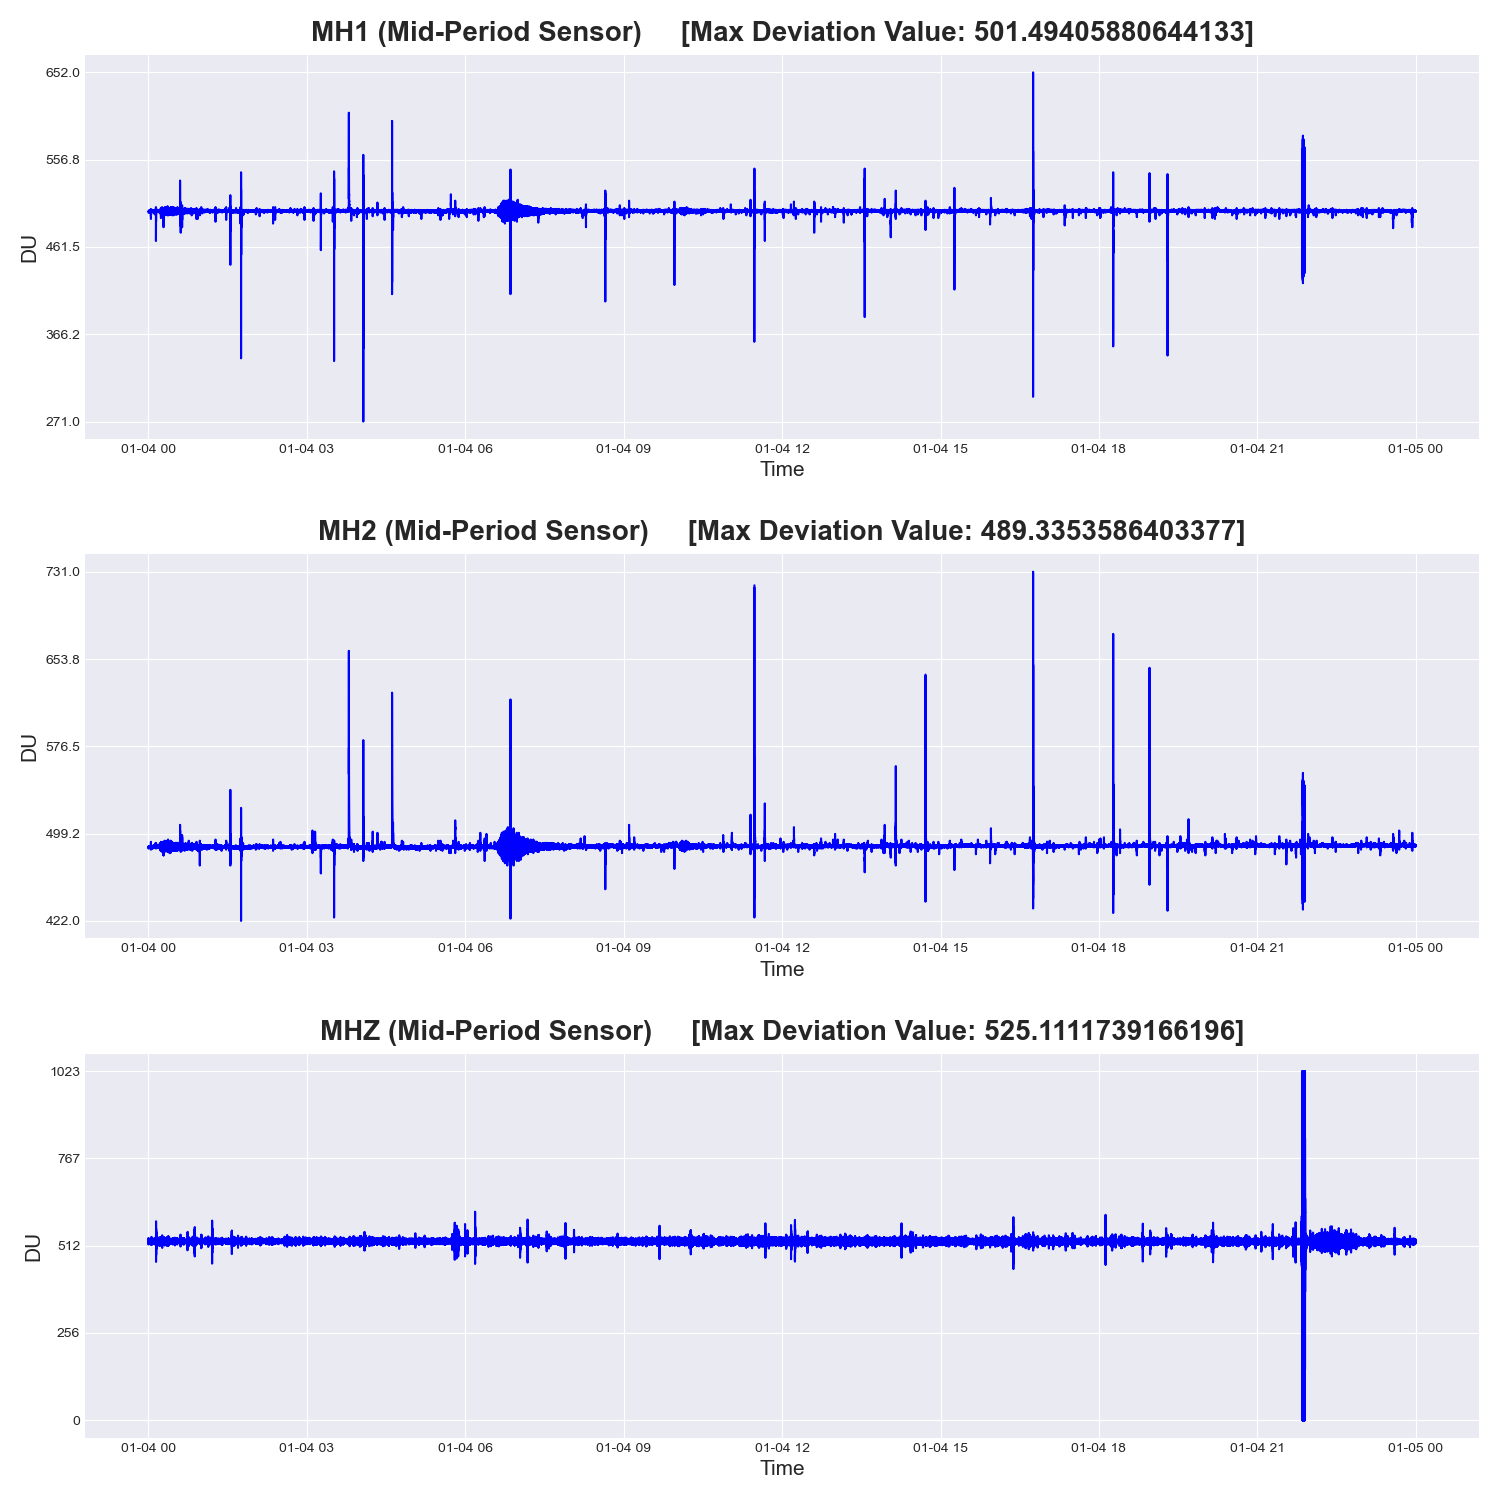 MH1 (Mid-Period Sensor) [Max Deviation Value: 501.49405880644133]
652.0
556.8
461.5
366.2
271.0
DU
01-04 00 01-04 03 01-04 06 01-04 09 01-04 12 01-04 15 01-04 18 01-04 21 01-05 00
Time
MH2 (Mid-Period Sensor) [Max Deviation Value: 489.3353586403377]
731.0
653.8
576.5
499.2
422.0
DU
01-04 00 01-04 03 01-04 06 01-04 09 01-04 12 01-04 15 01-04 18 01-04 21 01-05 00
Time
MHZ (Mid-Period Sensor) [Max Deviation Value: 525.1111739166196]
1023
767
512
256
0
DU
01-04 00 01-04 03 01-04 06 01-04 09 01-04 12 01-04 15 01-04 18 01-04 21 01-05 00
Time